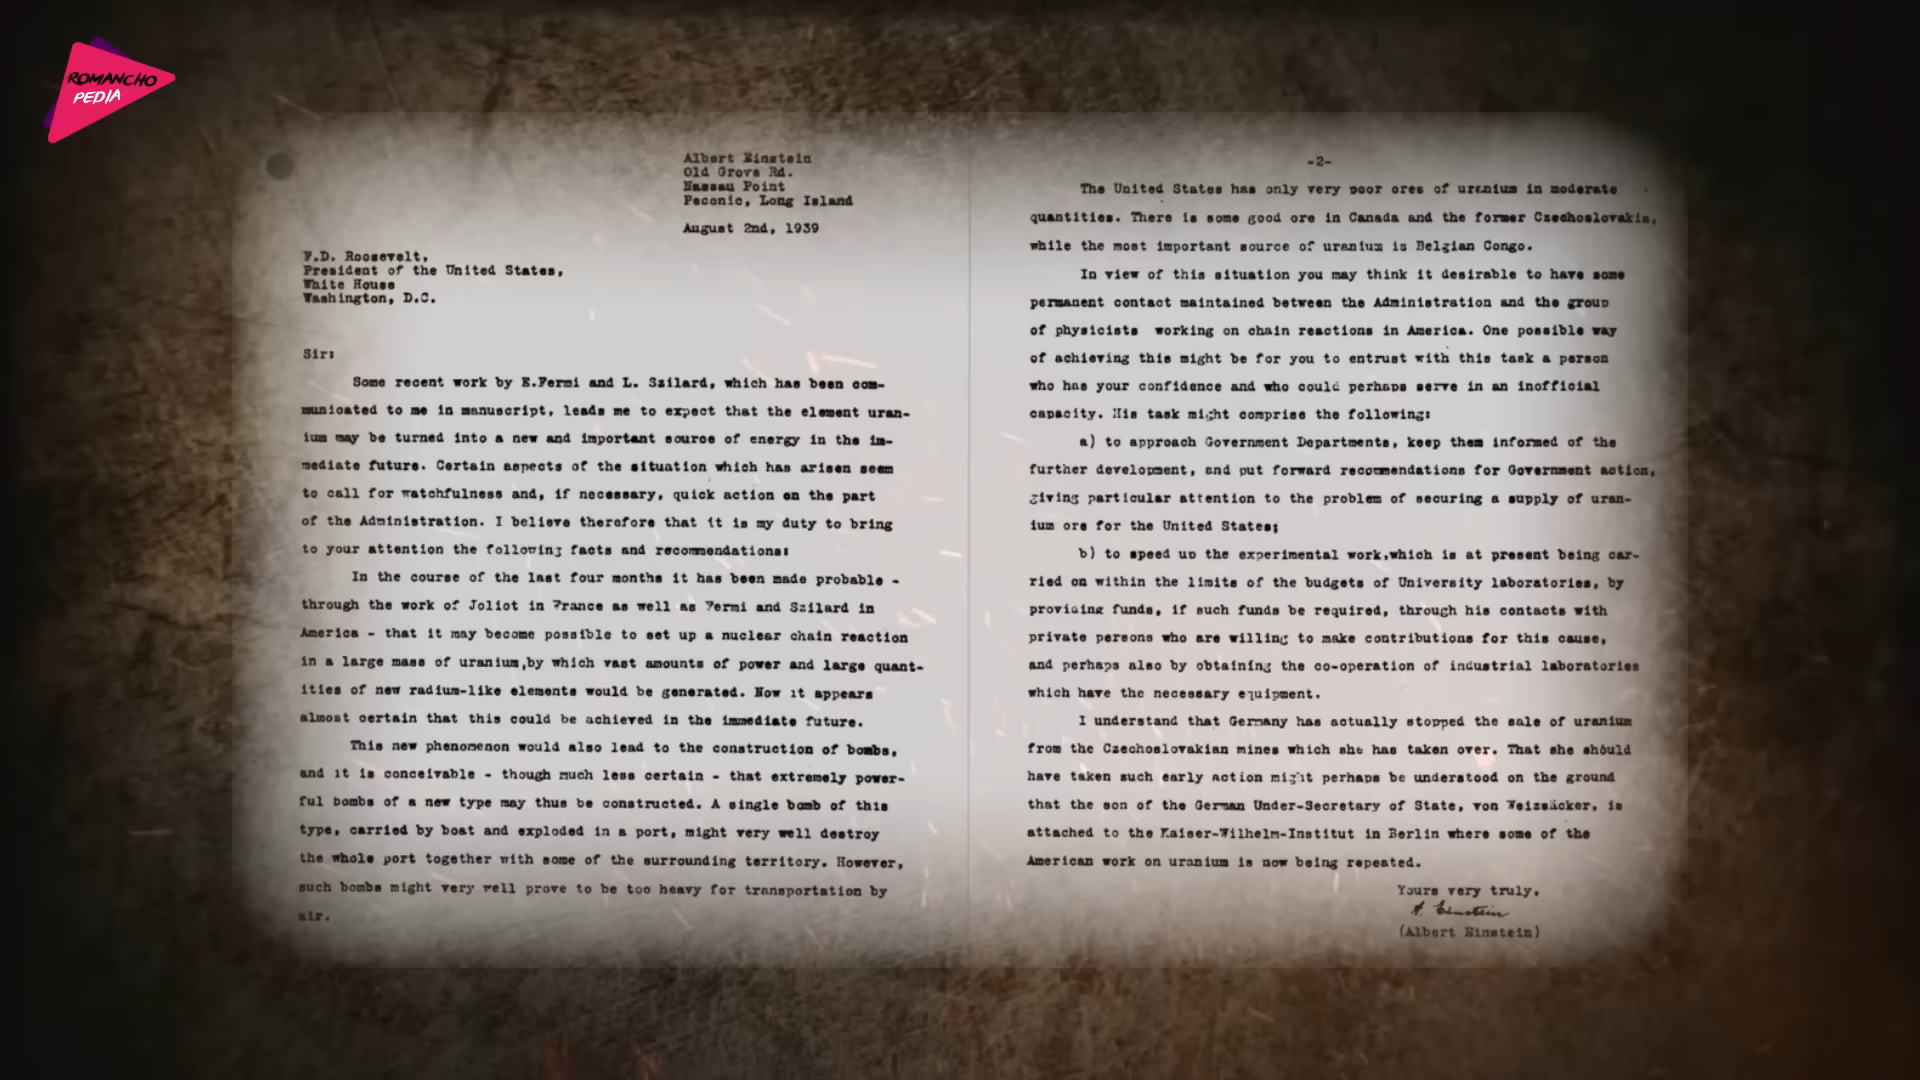 ROMANCHO
PEDIA
Albert Einstein
Old Grove Rd.
Nassau Point
Peconic, Long Island
August 2nd, 1939
F.D. Roosevelt,
President of the United States,
White House
Washington, D.C.
Sir:
Some recent work by E.Fermi and L. Szilard, which has been com-
municated to me in manuscript, leads me to expect that the element uran-
ium may be turned into a new and important source of energy in the im-
mediate future. Certain aspects of the situation which has arisen seem
to call for watchfulness and, if necessary, quick action on the part
of the Administration. I believe therefore that it is my duty to bring
to your attention the following facts and recommendations:
In the course of the last four months it has been made probable -
through the work of Joliot in France as well as Fermi and Szilard in
America - that it may become possible to set up a nuclear chain reaction
in a large mass of uranium,by which vast amounts of power and large quant-
ities of new radium-like elements would be generated. Now it appears
almost certain that this could be achieved in the immediate future.
This new phenomenon would also lead to the construction of bombs,
and it is conceivable - though much less certain - that extremely power-
ful bombs of a new type may thus be constructed. A single bomb of this
type, carried by boat and exploded in a port, might very well destroy
the whole port together with some of the surrounding territory. However,
such bombs might very well prove to be too heavy for transportation by
air.
-2-
The United States has only very poor ores of uranium in moderate
quantities. There is some good ore in Canada and the former Czechoslovakia,
while the most important source of uranium is Belgian Congo.
In view of this situation you may think it desirable to have some
permanent contact maintained between the Administration and the group
of physicists working on chain reactions in America. One possible way
of achieving this might be for you to entrust with this task a person
who has your confidence and who could perhaps serve in an inofficial
capacity. His task might comprise the following:
a) to approach Government Departments, keep them informed of the
further development, and put forward recommendations for Government action,
giving particular attention to the problem of securing a supply of uran-
ium ore for the United States;
b) to speed up the experimental work,which is at present being car-
ried on within the limits of the budgets of University laboratories, by
providing funds, if such funds be required, through his contacts with
private persons who are willing to make contributions for this cause,
and perhaps also by obtaining the co-operation of industrial laboratories
which have the necessary equipment.
I understand that Germany has actually stopped the sale of uranium
from the Czechoslovakian mines which she has taken over. That she should
have taken such early action might perhaps be understood on the ground
that the son of the German Under-Secretary of State, von Weizsäcker, is
attached to the Kaiser-Wilhelm-Institut in Berlin where some of the
American work on uranium is now being repeated.
Yours very truly,
A. Einstein
(Albert Einstein)